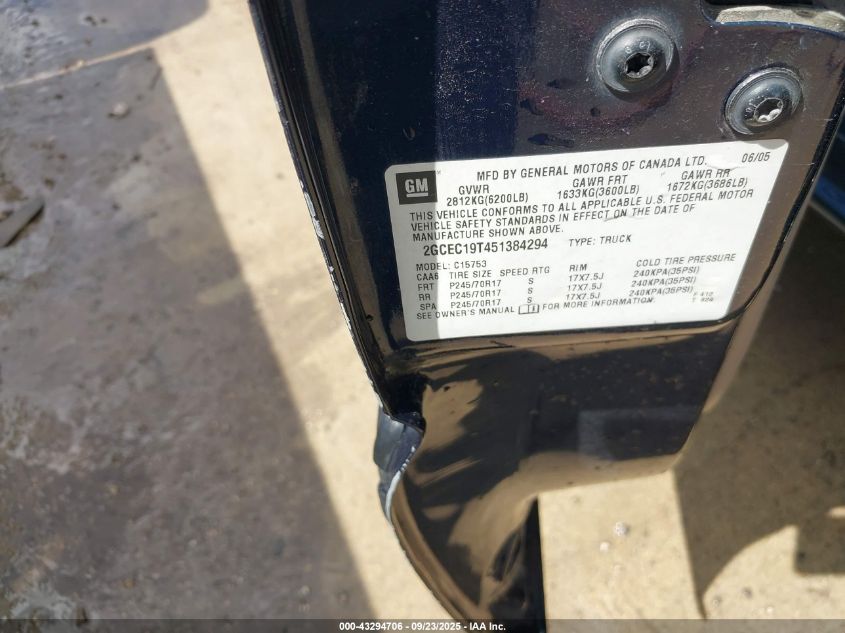 GM
MFD BY GENERAL MOTORS OF CANADA LTD. 06/05
GVWR GAWR FRT GAWR RR
2812KG(6200LB) 1633KG(3600LB) 1672KG(3686LB)
THIS VEHICLE CONFORMS TO ALL APPLICABLE U.S. FEDERAL MOTOR
VEHICLE SAFETY STANDARDS IN EFFECT ON THE DATE OF
MANUFACTURE SHOWN ABOVE.
2GCEC19T451384294 TYPE: TRUCK
MODEL: C15753
CAA6 TIRE SIZE SPEED RTG RIM COLD TIRE PRESSURE
FRT P245/70R17 S 17X7.5J 240KPA(35PSI)
RR P245/70R17 S 17X7.5J 240KPA(35PSI)
SPA P245/70R17 S 17X7.5J 240KPA(35PSI)
SEE OWNER'S MANUAL FOR MORE INFORMATION.
000-43294706 - 09/23/2025 - IAA Inc.